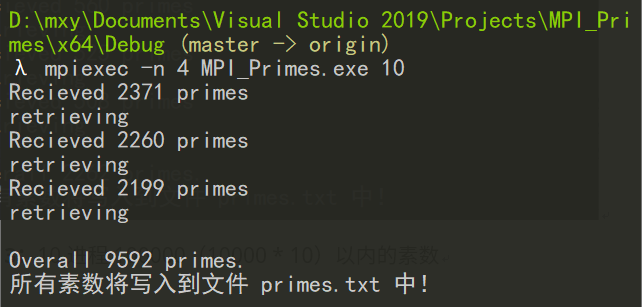 D:\mxy\Documents\Visual Studio 2019\Projects\MPI_Pri
mes\x64\Debug (master -> origin)
λ mpiexec -n 4 MPI_Primes.exe 10
Recieved 2371 primes
retrieving
Recieved 2260 primes
retrieving
Recieved 2199 primes
retrieving
Overall 9592 primes.
所有素数将写入到文件 primes.txt 中!